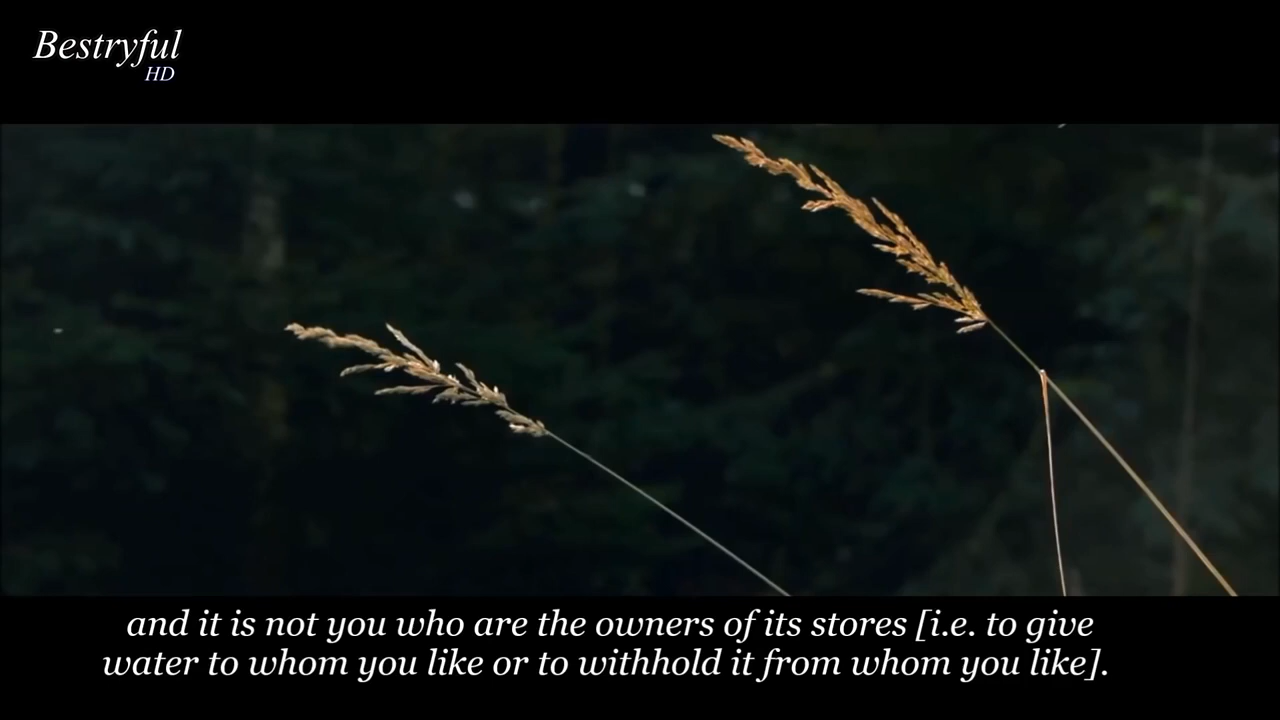 Bestryful
HD
and it is not you who are the owners of its stores [i.e. to give
water to whom you like or to withhold it from whom you like].